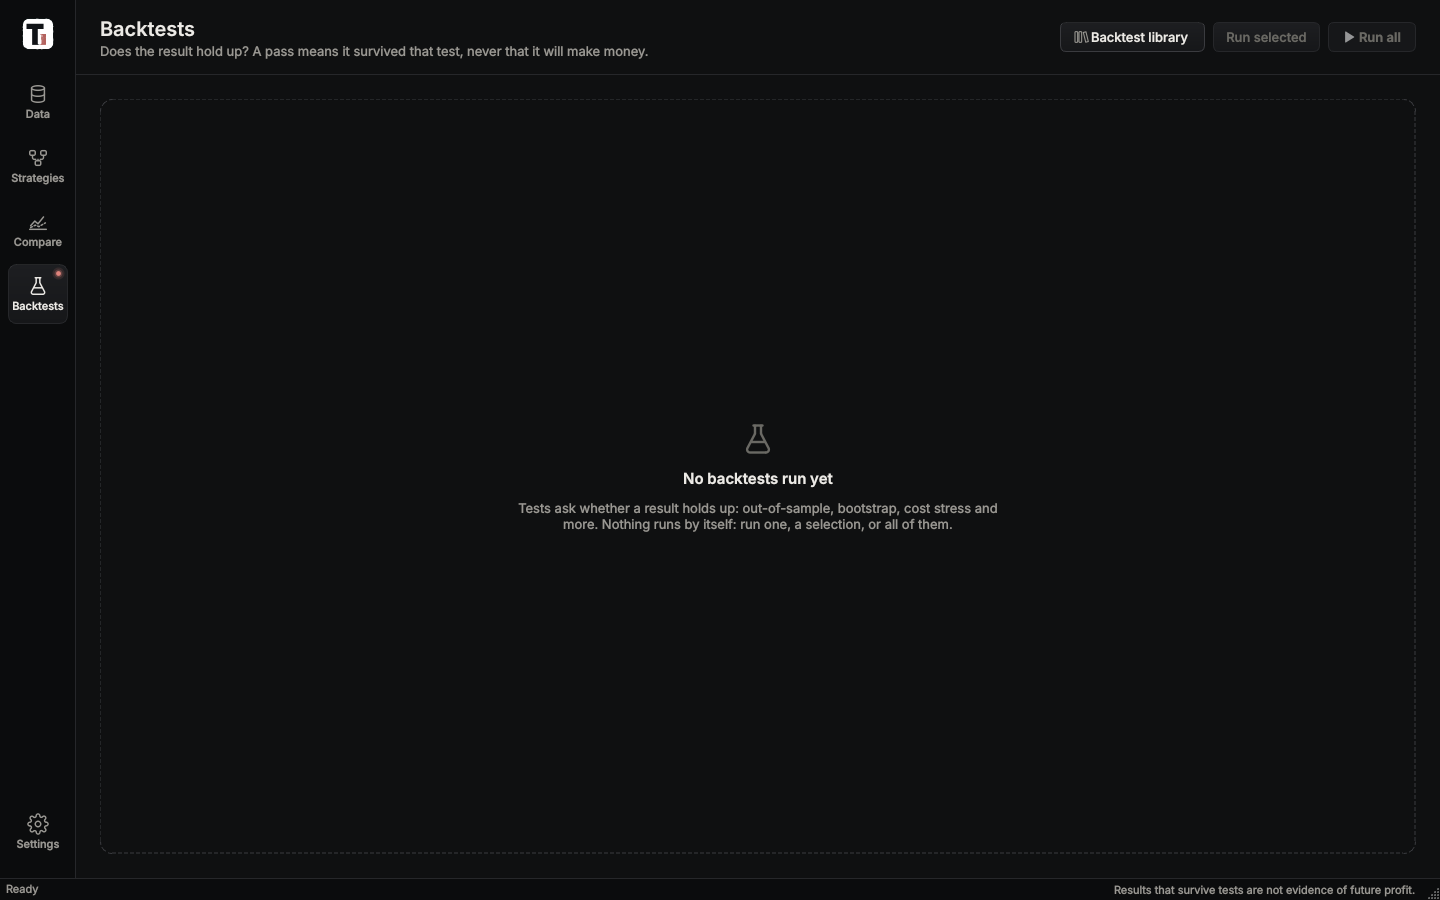 Ti
Backtests
Does the result hold up? A pass means it survived that test, never that it will make money.
Backtest library
Run selected
Run all
Data
Strategies
Compare
Backtests
No backtests run yet
Tests ask whether a result holds up: out-of-sample, bootstrap, cost stress and
more. Nothing runs by itself: run one, a selection, or all of them.
Settings
Ready
Results that survive tests are not evidence of future profit.